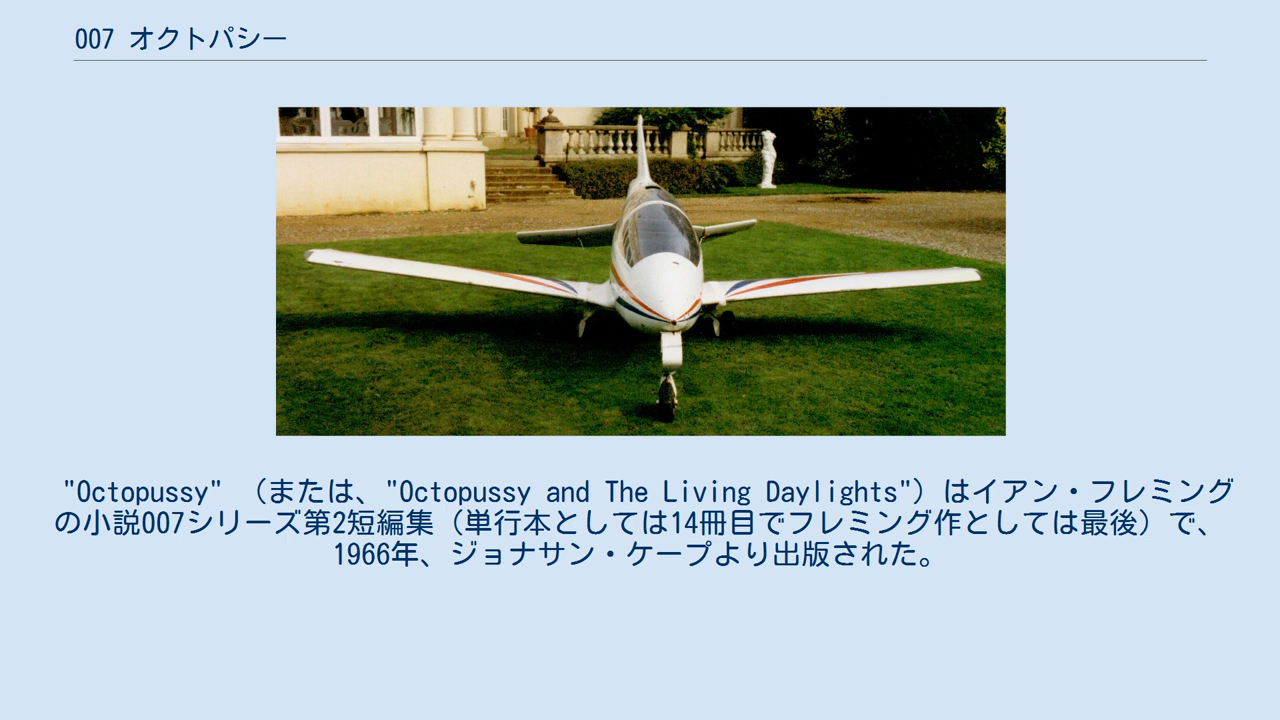 007 オクトパシー
"Octopussy" （または、"Octopussy and The Living Daylights"）はイアン・フレミング
の小説007シリーズ第2短編集（単行本としては14冊目でフレミング作としては最後）で、
1966年、ジョナサン・ケープより出版された。